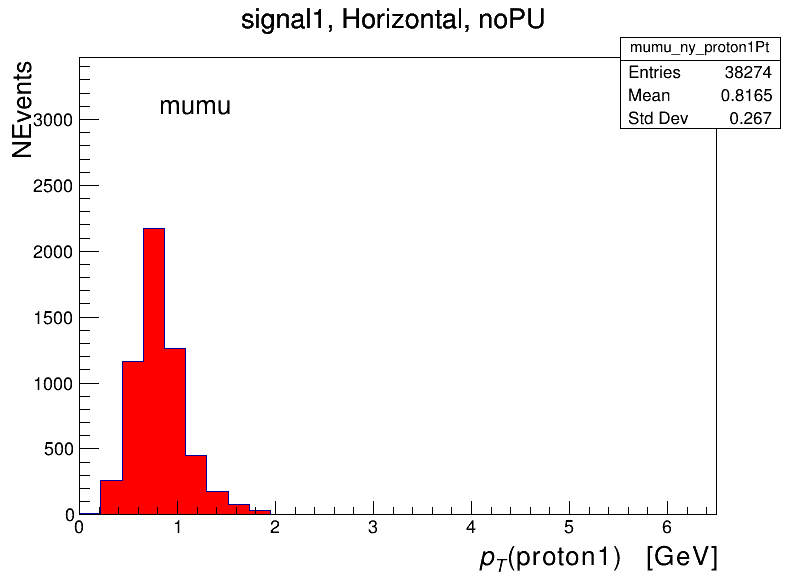 signal1, Horizontal, noPU
mumu_ny_proton1Pt
Entries 38274
Mean 0.8165
Std Dev 0.267
NEvents
mumu
3000
2500
2000
1500
1000
500
0
0 1 2 3 4 5 6
pT(proton1) [GeV]